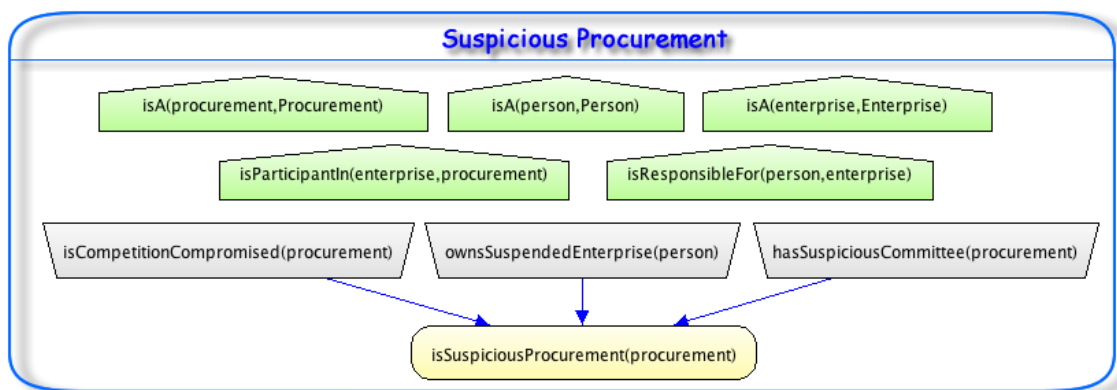 Suspicious Procurement
isA(procurement,Procurement)
isA(person,Person)
isA(enterprise,Enterprise)
isParticipantIn(enterprise,procurement)
isResponsibleFor(person,enterprise)
isCompetitionCompromised(procurement)
ownsSuspendedEnterprise(person)
hasSuspiciousCommittee(procurement)
isSuspiciousProcurement(procurement)